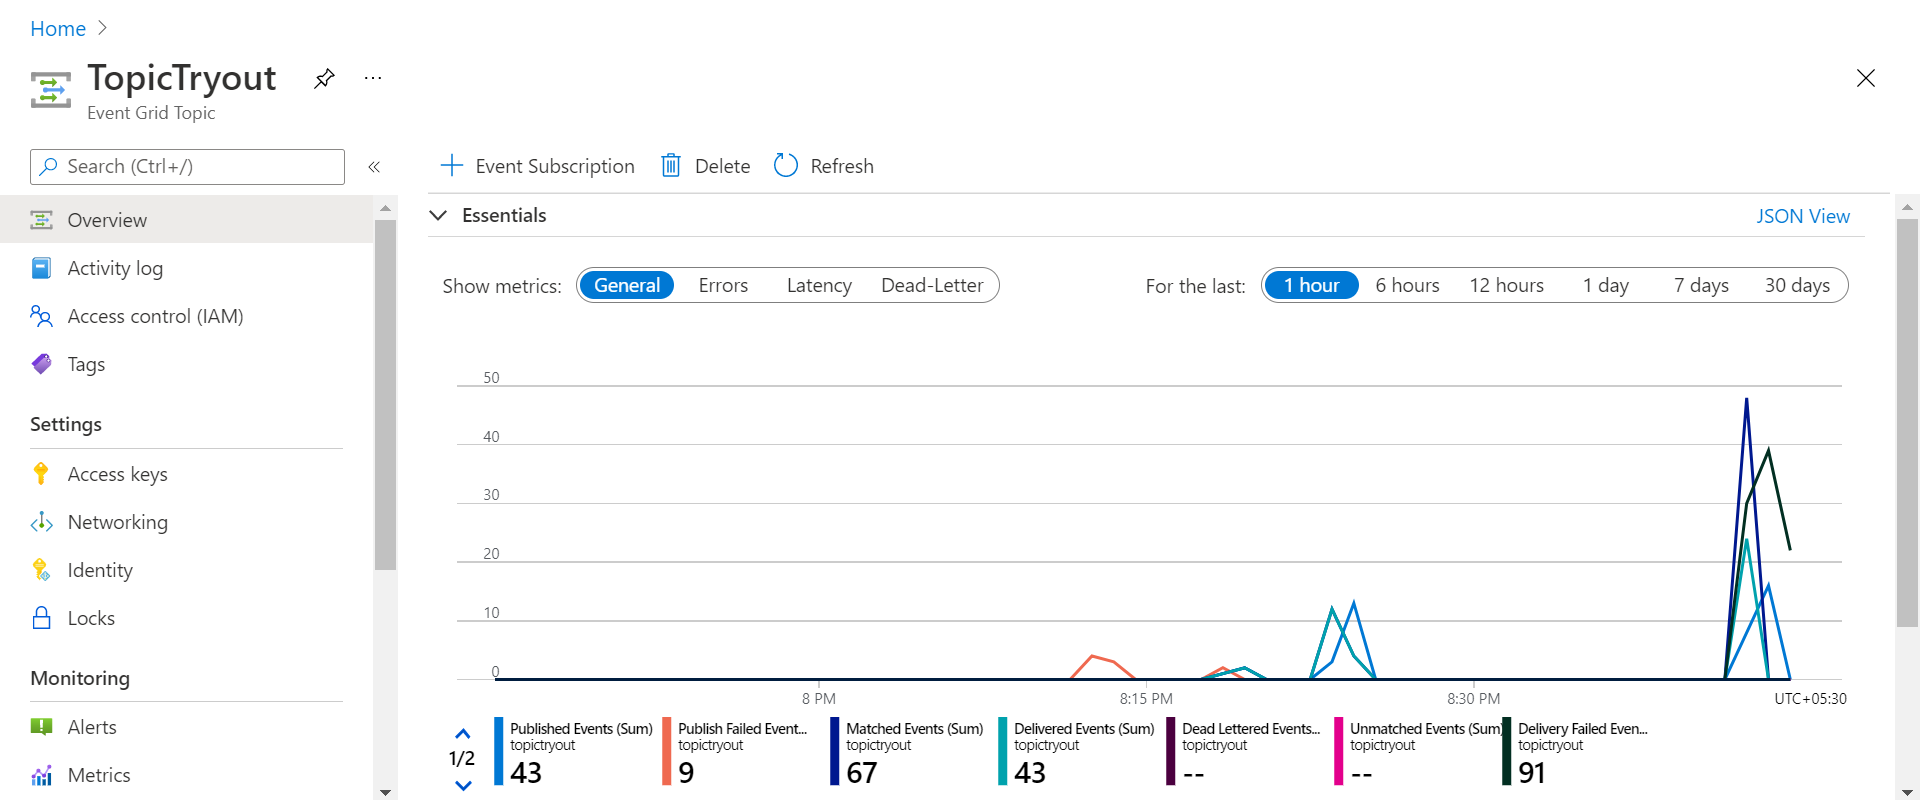 Home
TopicTryout
Event Grid Topic
Search (Ctrl+/)
Overview
Activity log
Access control (IAM)
Tags
Settings
Access keys
Networking
Identity
Locks
Monitoring
Alerts
Metrics
Event Subscription Delete Refresh
Essentials JSON View
Show metrics: General Errors Latency Dead-Letter For the last: 1 hour 6 hours 12 hours 1 day 7 days 30 days
50
40
30
20
10
0
8 PM 8:15 PM 8:30 PM UTC+05:30
1/2
Published Events (Sum)
topictryout
43
Publish Failed Event...
topictryout
9
Matched Events (Sum)
topictryout
67
Delivered Events (Sum)
topictryout
43
Dead Lettered Events...
topictryout
--
Unmatched Events (Sum)
topictryout
--
Delivery Failed Even...
topictryout
91